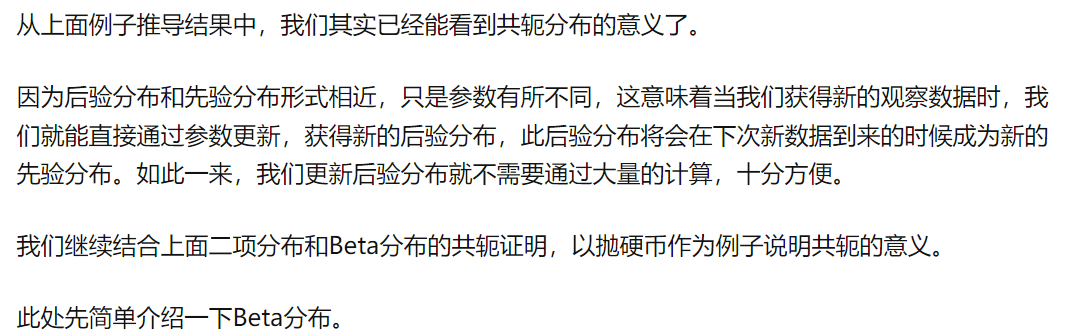 从上面例子推导结果中，我们其实已经能看到共轭分布的意义了。
因为后验分布和先验分布形式相近，只是参数有所不同，这意味着当我们获得新的观察数据时，我
们就能直接通过参数更新，获得新的后验分布，此后验分布将会在下次新数据到来的时候成为新的
先验分布。如此一来，我们更新后验分布就不需要通过大量的计算，十分方便。
我们继续结合上面二项分布和Beta分布的共轭证明，以抛硬币作为例子说明共轭的意义。
此处先简单介绍一下Beta分布。